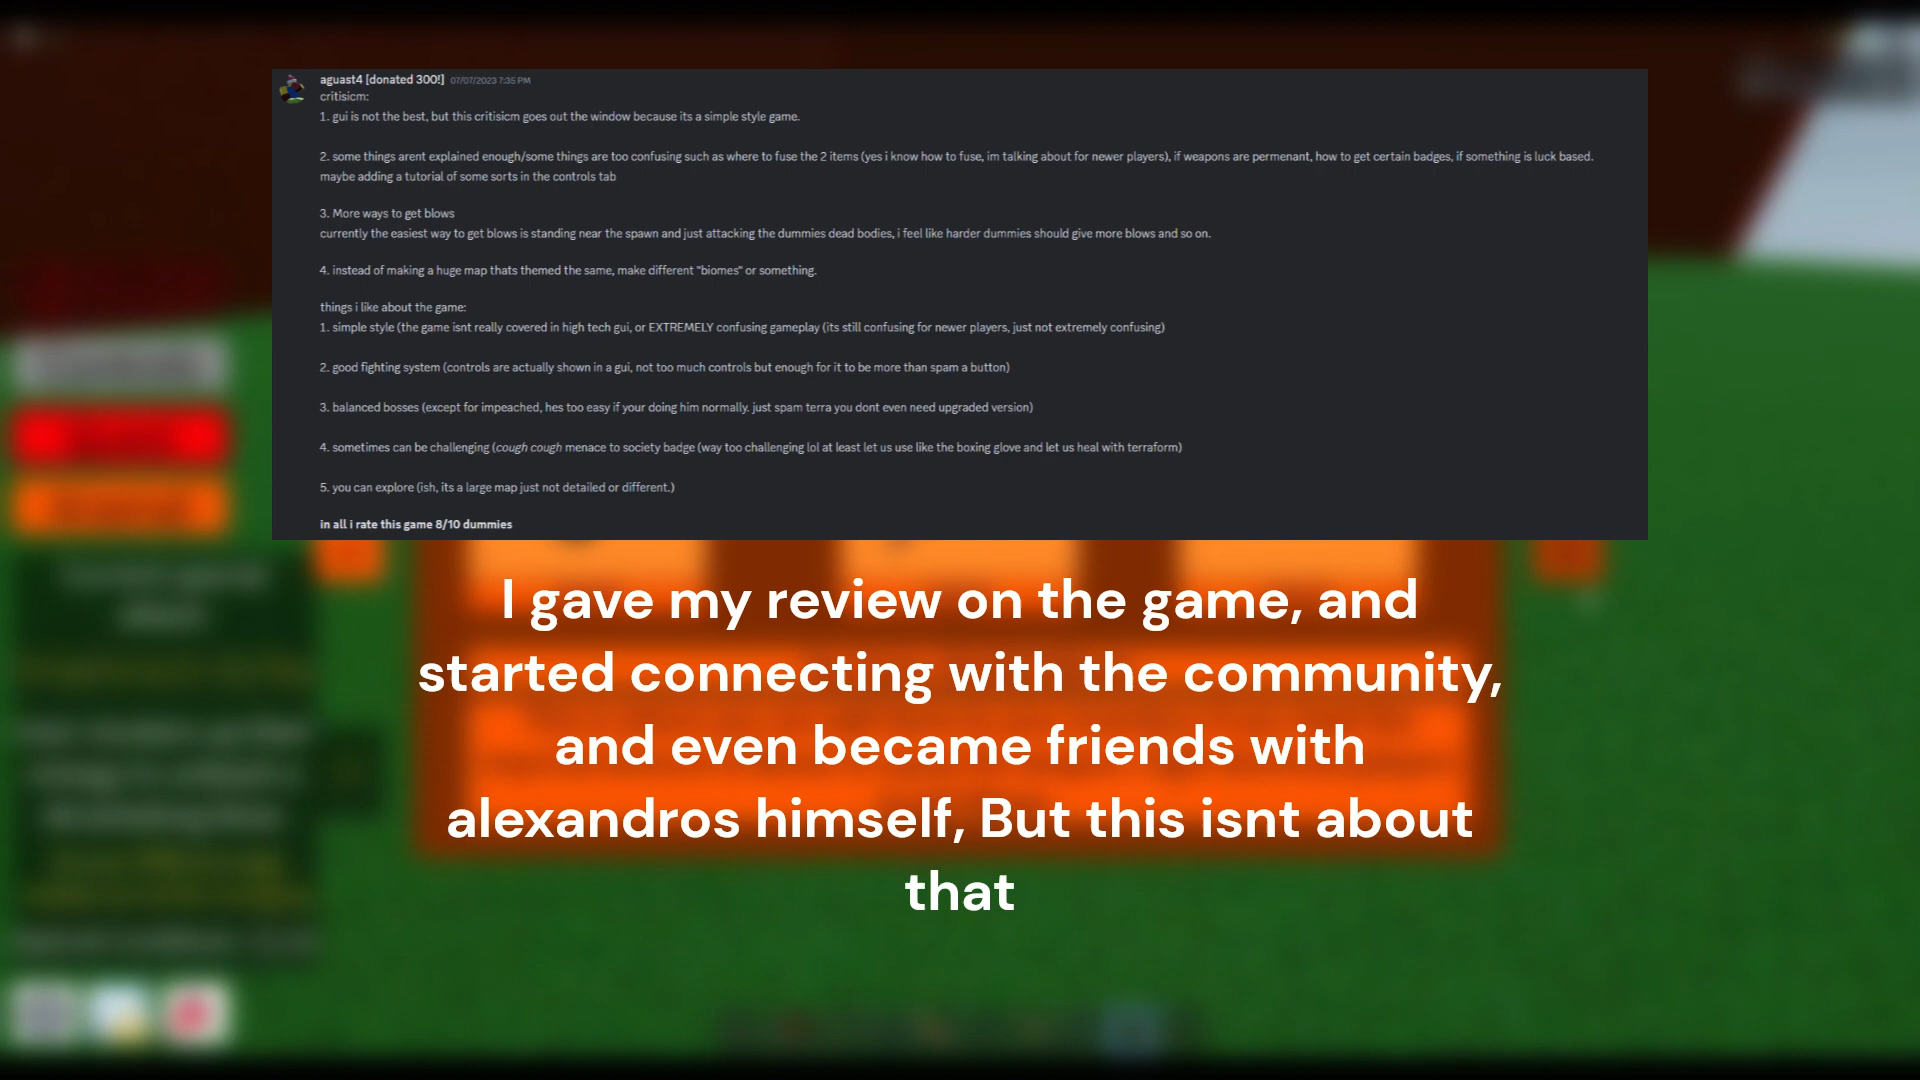 aguast4 [donated 300!] 07/07/2023 7:35 PM
critisicm:
1. gui is not the best, but this critisicm goes out the window because its a simple style game.
2. some things arent explained enough/some things are too confusing such as where to fuse the 2 items (yes i know how to fuse, im talking about for newer players), if weapons are permenant, how to get certain badges, if something is luck based.
maybe adding a tutorial of some sorts in the controls tab
3. More ways to get blows
currently the easiest way to get blows is standing near the spawn and just attacking the dummies dead bodies, i feel like harder dummies should give more blows and so on.
4. instead of making a huge map thats themed the same, make different "biomes" or something.
things i like about the game:
1. simple style (the game isnt really covered in high tech gui, or EXTREMELY confusing gameplay (its still confusing for newer players, just not extremely confusing)
2. good fighting system (controls are actually shown in a gui, not too much controls but enough for it to be more than spam a button)
3. balanced bosses (except for impeached, hes too easy if your doing him normally. just spam terra you dont even need upgraded version)
4. sometimes can be challenging (cough cough menace to society badge (way too challenging lol at least let us use like the boxing glove and let us heal with terraform)
5. you can explore (ish, its a large map just not detailed or different.)
in all i rate this game 8/10 dummies
I gave my review on the game, and
started connecting with the community,
and even became friends with
alexandros himself, But this isnt about
that